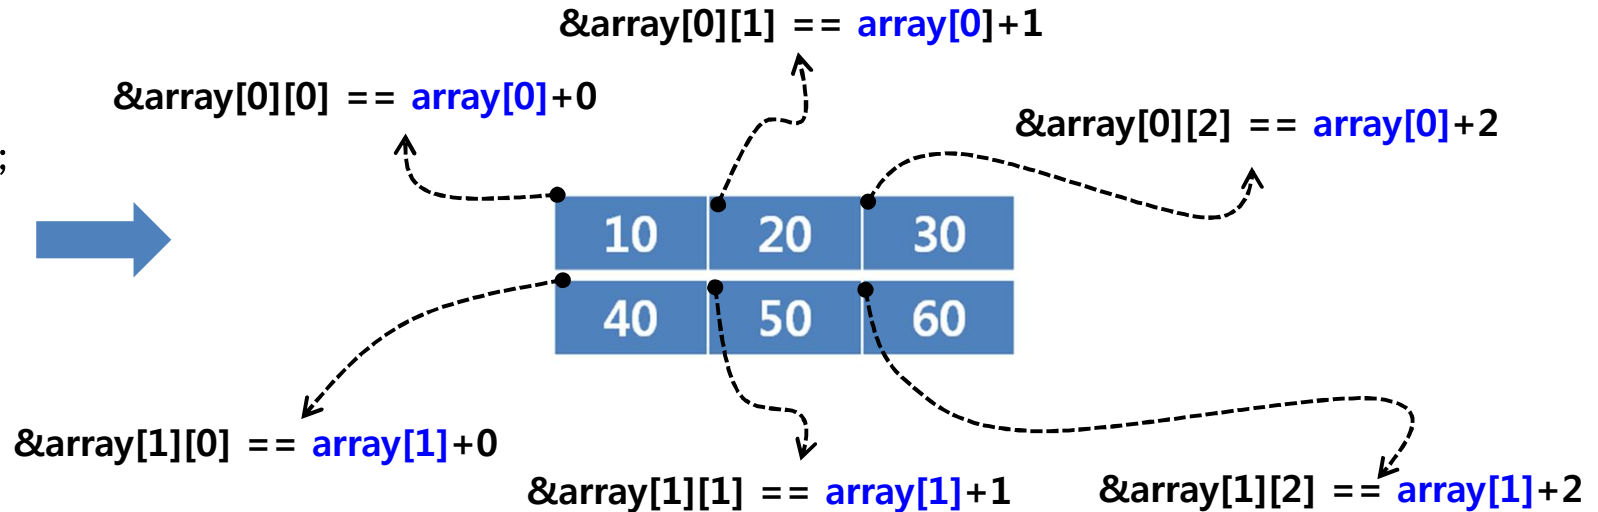 &array[0][1] == array[0]+1
&array[0][0] == array[0]+0
&array[0][2] == array[0]+2
;
10 20 30
40 50 60
&array[1][0] == array[1]+0
&array[1][1] == array[1]+1
&array[1][2] == array[1]+2